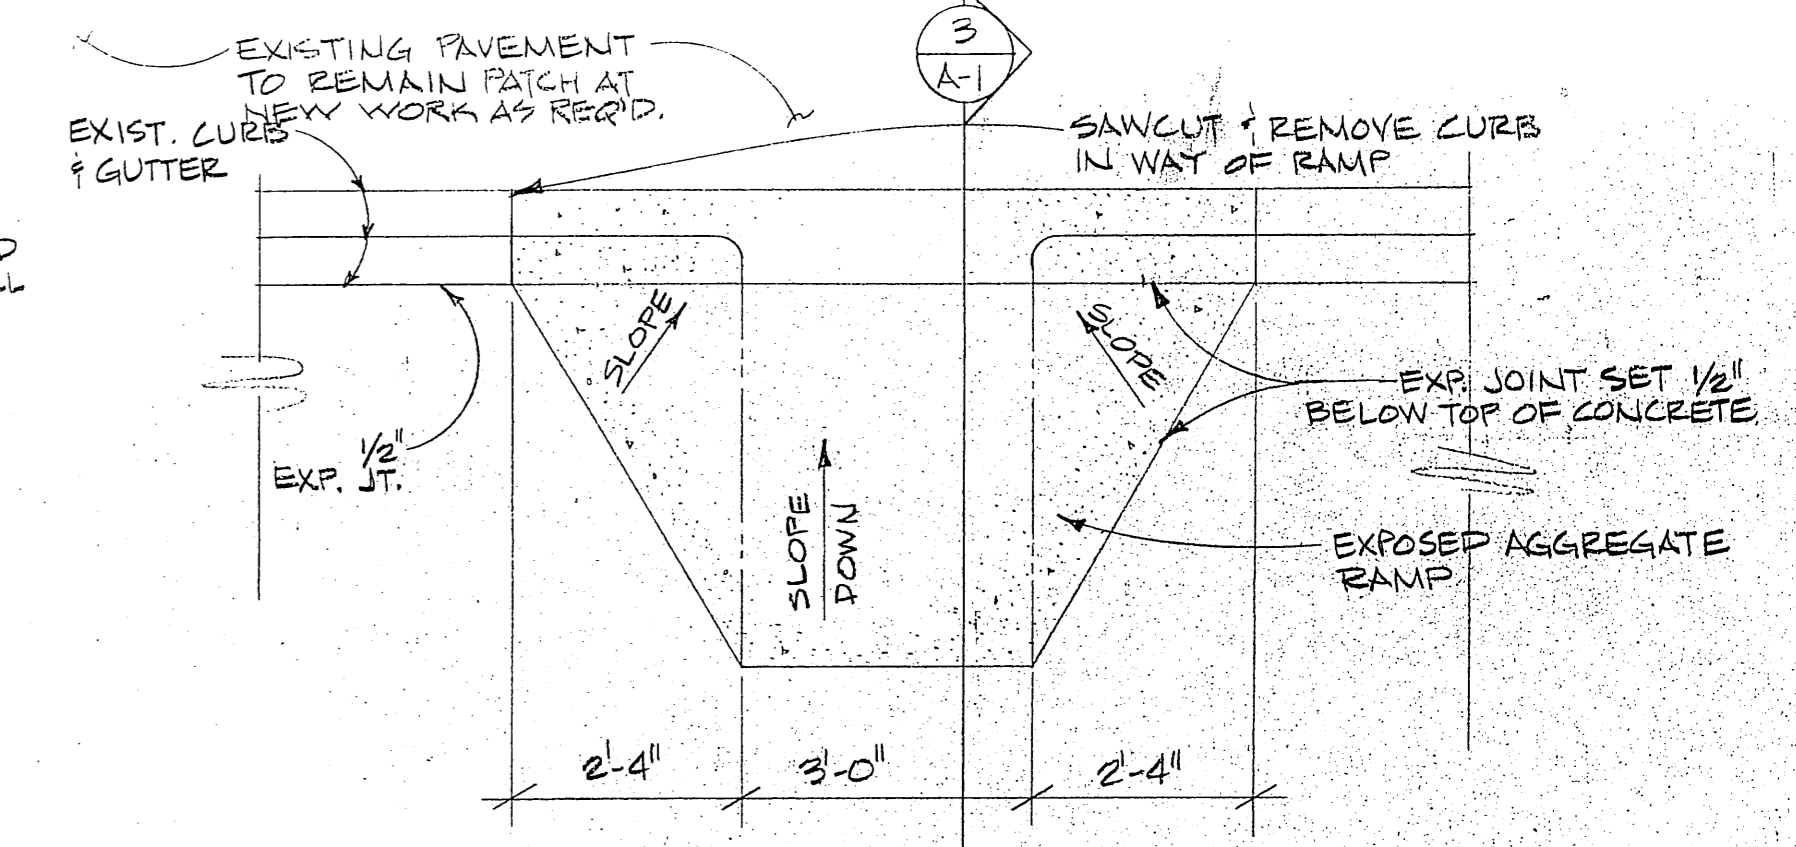 EXISTING PAVEMENT
TO REMAIN PATCH AT
NEW WORK AS REQ'D.
EXIST. CURB
& GUTTER
3
A-1
SAWCUT & REMOVE CURB
IN WAY OF RAMP
SLOPE
SLOPE
EXP. JOINT SET 1/2"
BELOW TOP OF CONCRETE
1/2"
EXP. JT.
SLOPE
DOWN
EXPOSED AGGREGATE
RAMP
2'-4"
3'-0"
2'-4"